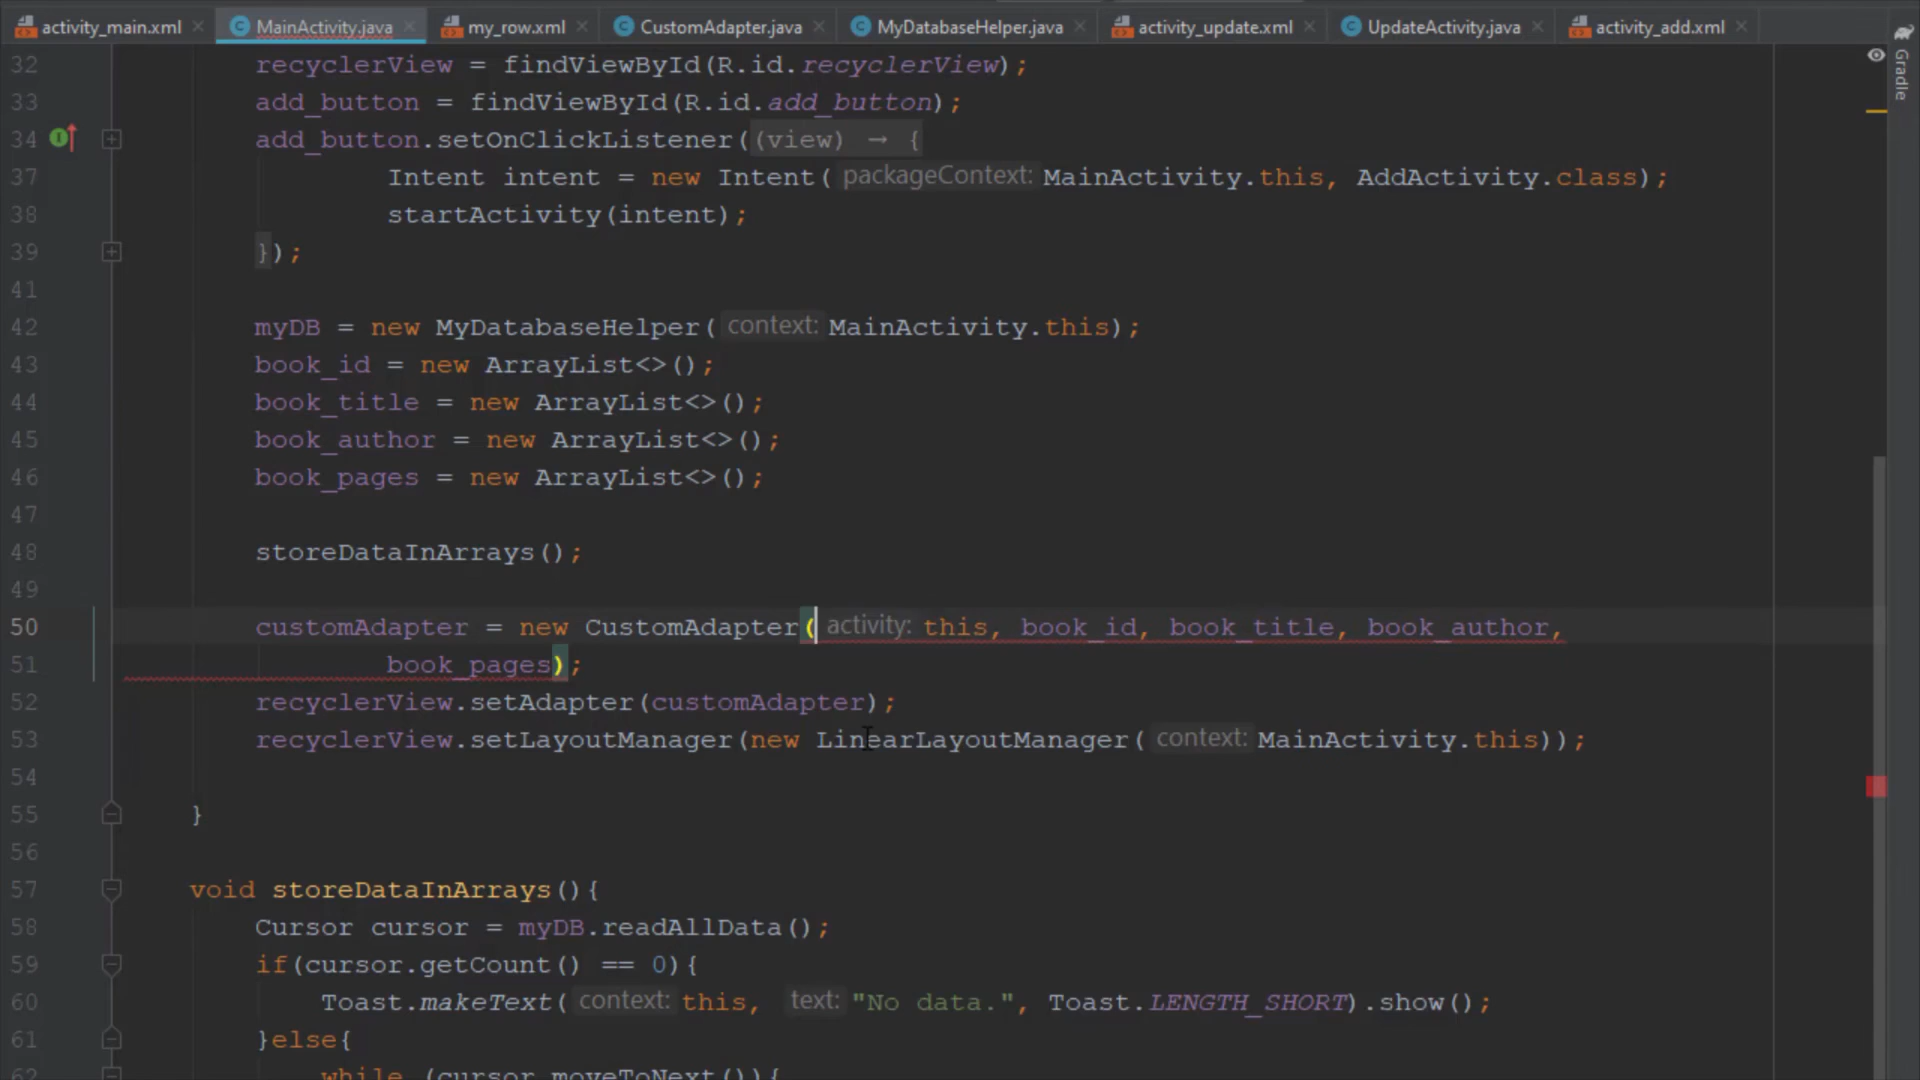 activity_main.xml MainActivity.java my_row.xml CustomAdapter.java MyDatabaseHelper.java activity_update.xml UpdateActivity.java activity_add.xml
Gradle
32 recyclerView = findViewById(R.id.recyclerView);
33 add_button = findViewById(R.id.add_button);
34 add_button.setOnClickListener((view) → {
37 Intent intent = new Intent( packageContext: MainActivity.this, AddActivity.class);
38 startActivity(intent);
39 });
41
42 myDB = new MyDatabaseHelper( context: MainActivity.this);
43 book_id = new ArrayList<>();
44 book_title = new ArrayList<>();
45 book_author = new ArrayList<>();
46 book_pages = new ArrayList<>();
47
48 storeDataInArrays();
49
50 customAdapter = new CustomAdapter( activity: this, book_id, book_title, book_author,
51 book_pages);
52 recyclerView.setAdapter(customAdapter);
53 recyclerView.setLayoutManager(new LinearLayoutManager( context: MainActivity.this));
54
55 }
56
57 void storeDataInArrays(){
58 Cursor cursor = myDB.readAllData();
59 if(cursor.getCount() == 0){
60 Toast.makeText( context: this, text: "No data.", Toast.LENGTH_SHORT).show();
61 }else{
62 while (cursor.moveToNext()){